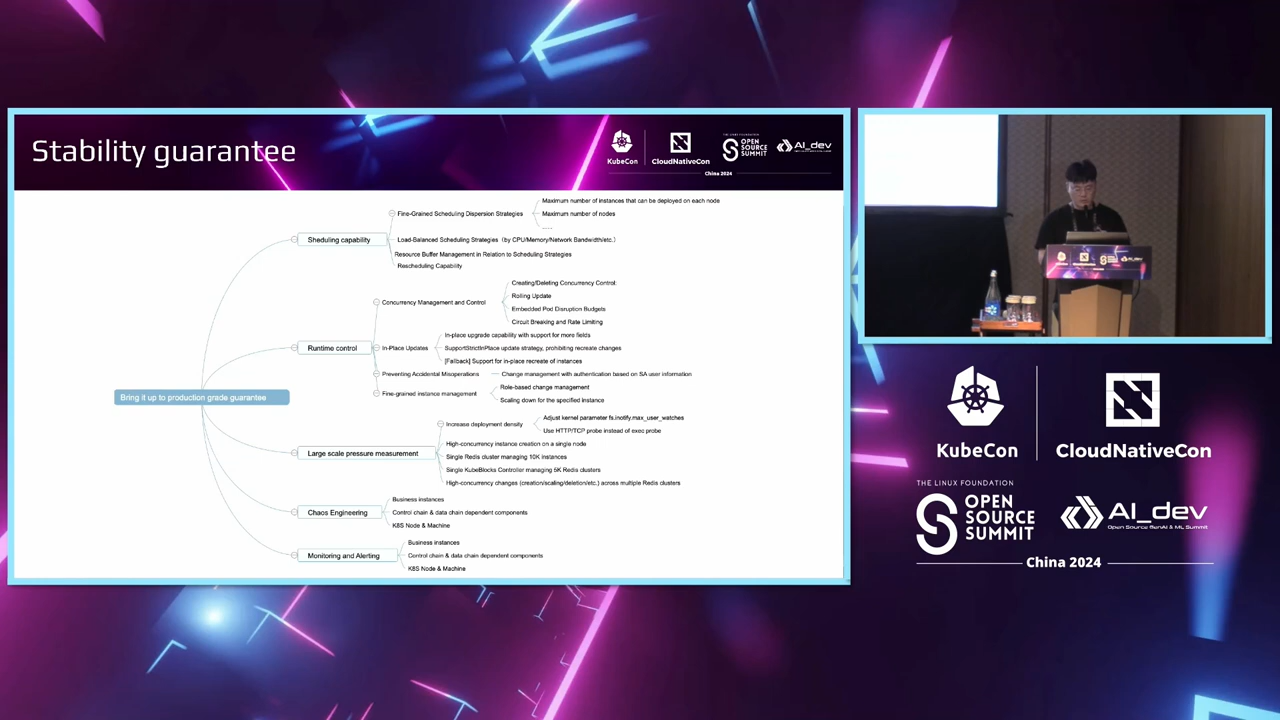 Stability guarantee
KubeCon
CloudNativeCon
THE LINUX FOUNDATION
OPEN
SOURCE
SUMMIT
AI_dev
China 2024
Bring it up to production grade guarantee
Sheduling capability
Fine-Grained Scheduling Dispersion Strategies
Maximum number of instances that can be deployed on each node
Maximum number of nodes
....
Load-Balanced Scheduling Strategies（by CPU/Memory/Network Bandwidth/etc.）
Resource Buffer Management in Relation to Scheduling Strategies
Rescheduling Capability
Runtime control
Concurrency Management and Control
Creating/Deleting Concurrency Control:
Rolling Update
Embedded Pod Disruption Budgets
Circuit Breaking and Rate Limiting
In-Place Updates
In-place upgrade capability with support for more fields
SupportStrictInPlace update strategy, prohibiting recreate changes
[Fallback] Support for in-place recreate of instances
Preventing Accidental Misoperations
Change management with authentication based on SA user information
Fine-grained instance management
Role-based change management
Scaling down for the specified instance
Large scale pressure measurement
Increase deployment density
Adjust kernel parameter fs.inotify.max_user_watches
Use HTTP/TCP probe instead of exec probe
High-concurrency instance creation on a single node
Single Redis cluster managing 10K instances
Single KubeBlocks Controller managing 5K Redis clusters
High-concurrency changes (creation/scaling/deletion/etc.) across multiple Redis clusters
Chaos Engineering
Business instances
Control chain & data chain dependent components
K8S Node & Machine
Monitoring and Alerting
Business instances
Control chain & data chain dependent components
K8S Node & Machine
KubeCon
CloudNativeCon
THE LINUX FOUNDATION
OPEN
SOURCE
SUMMIT
AI_dev
Open Source GenAI & ML Summit
China 2024